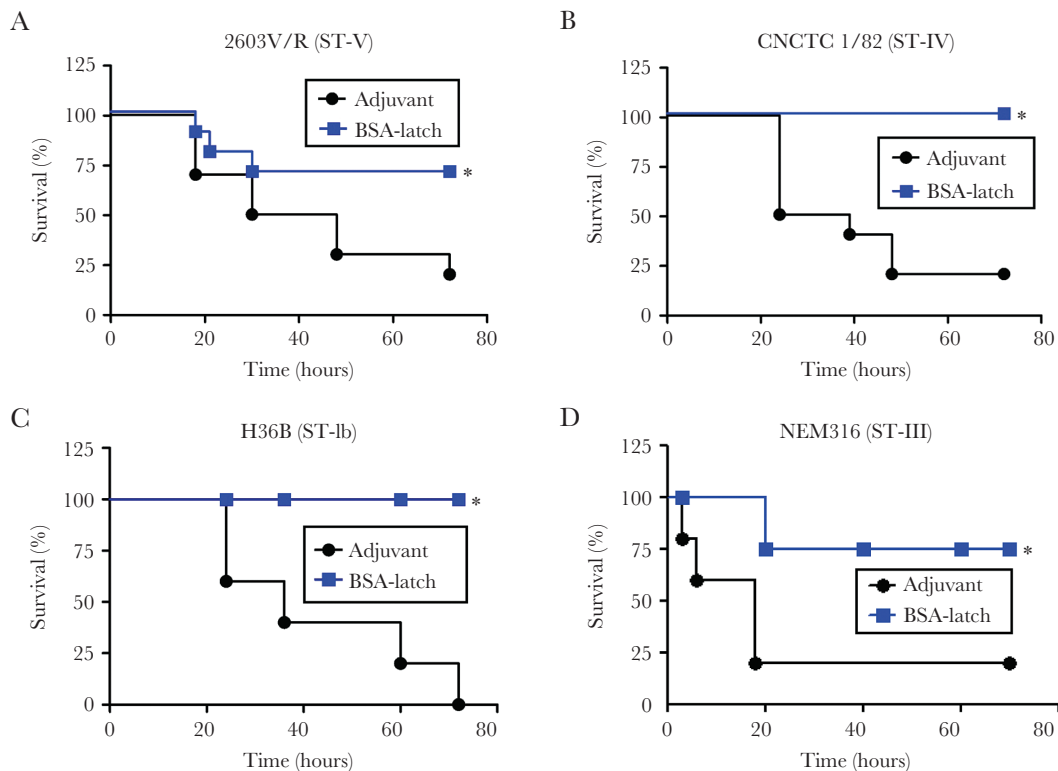 A
2603V/R (ST-V)
125
100
75
50
25
0
Survival (%)
Adjuvant
BSA-latch
*
0 20 40 60 80
Time (hours)
B
CNCTC 1/82 (ST-IV)
125
100
75
50
25
0
Survival (%)
*
Adjuvant
BSA-latch
0 20 40 60 80
Time (hours)
C
H36B (ST-lb)
125
100
75
50
25
0
Survival (%)
*
Adjuvant
BSA-latch
0 20 40 60 80
Time (hours)
D
NEM316 (ST-III)
125
100
75
50
25
0
Survival (%)
*
Adjuvant
BSA-latch
0 20 40 60 80
Time (hours)